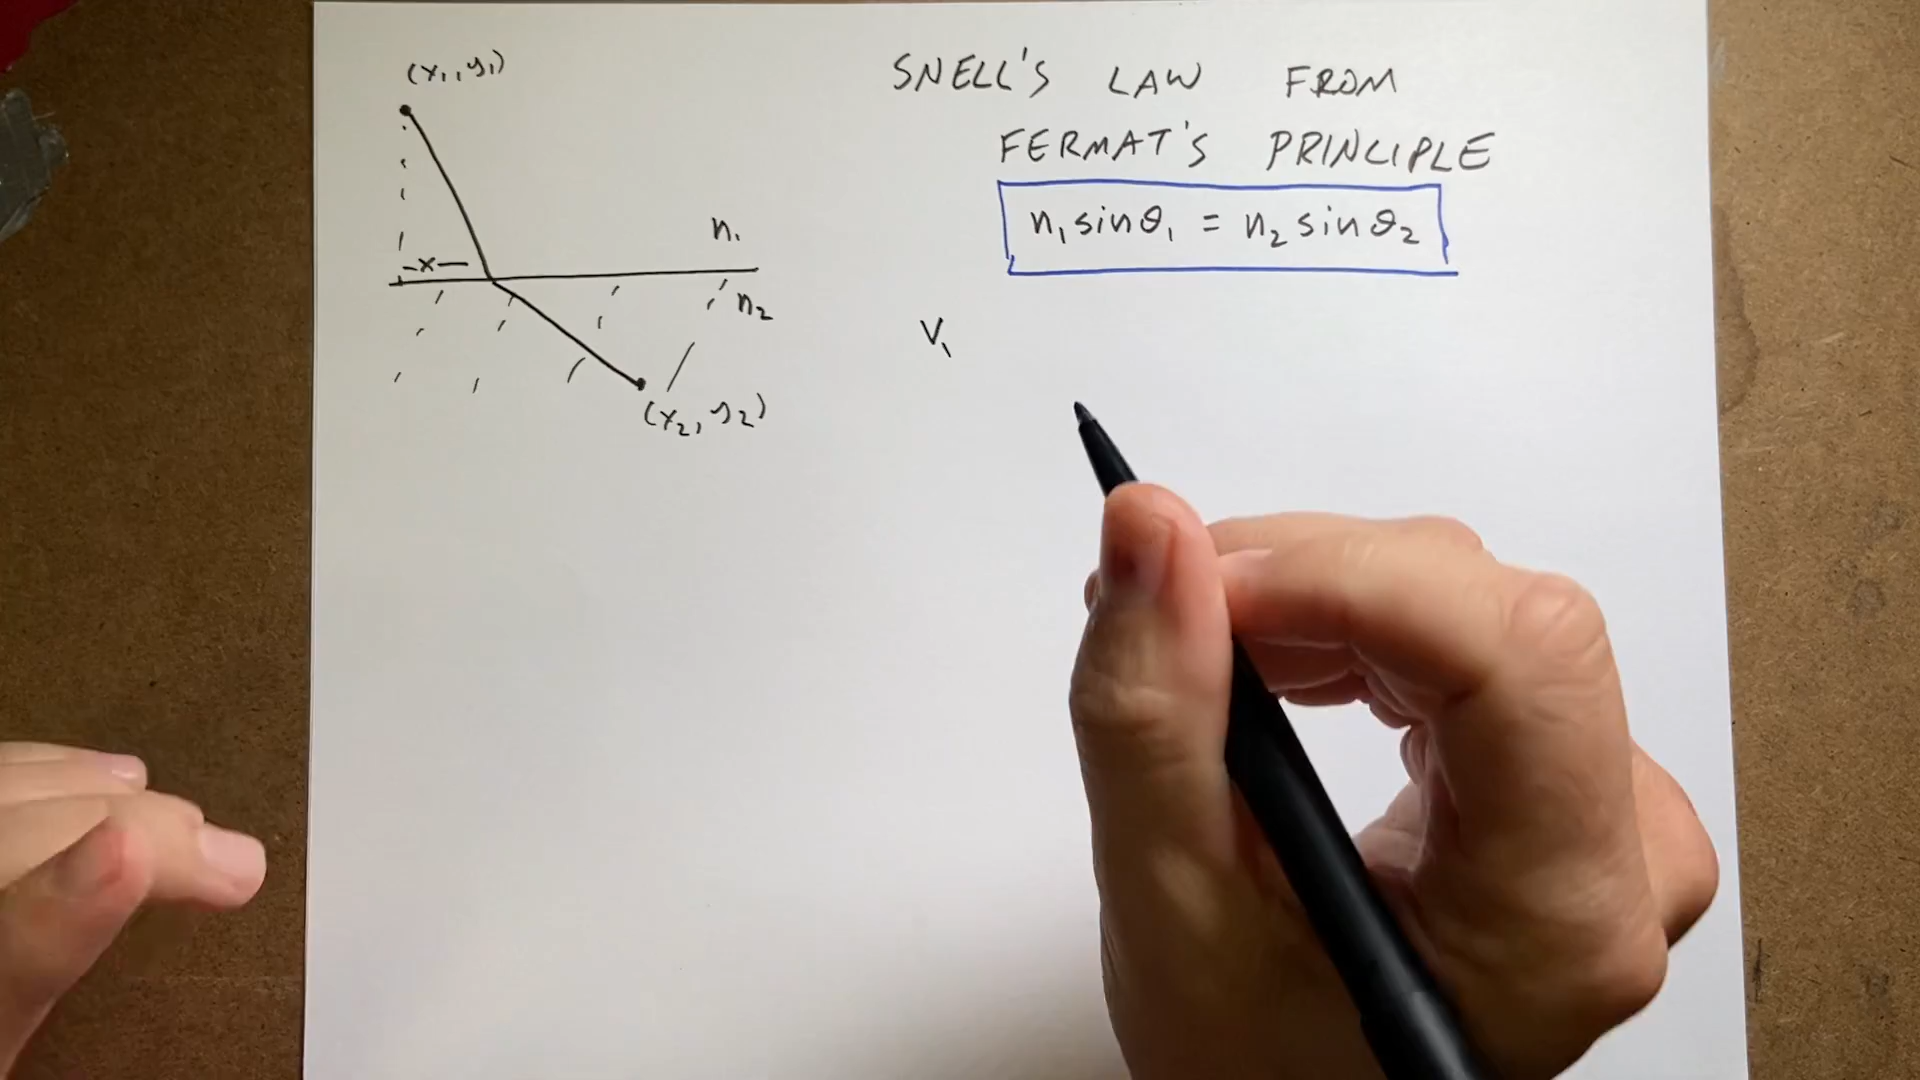 (x₁, y₁)
SNELL'S LAW FROM
FERMAT'S PRINCIPLE
n₁ sin θ₁ = n₂ sin θ₂
n₁
-x-
n₂
v₁
(x₂, y₂)